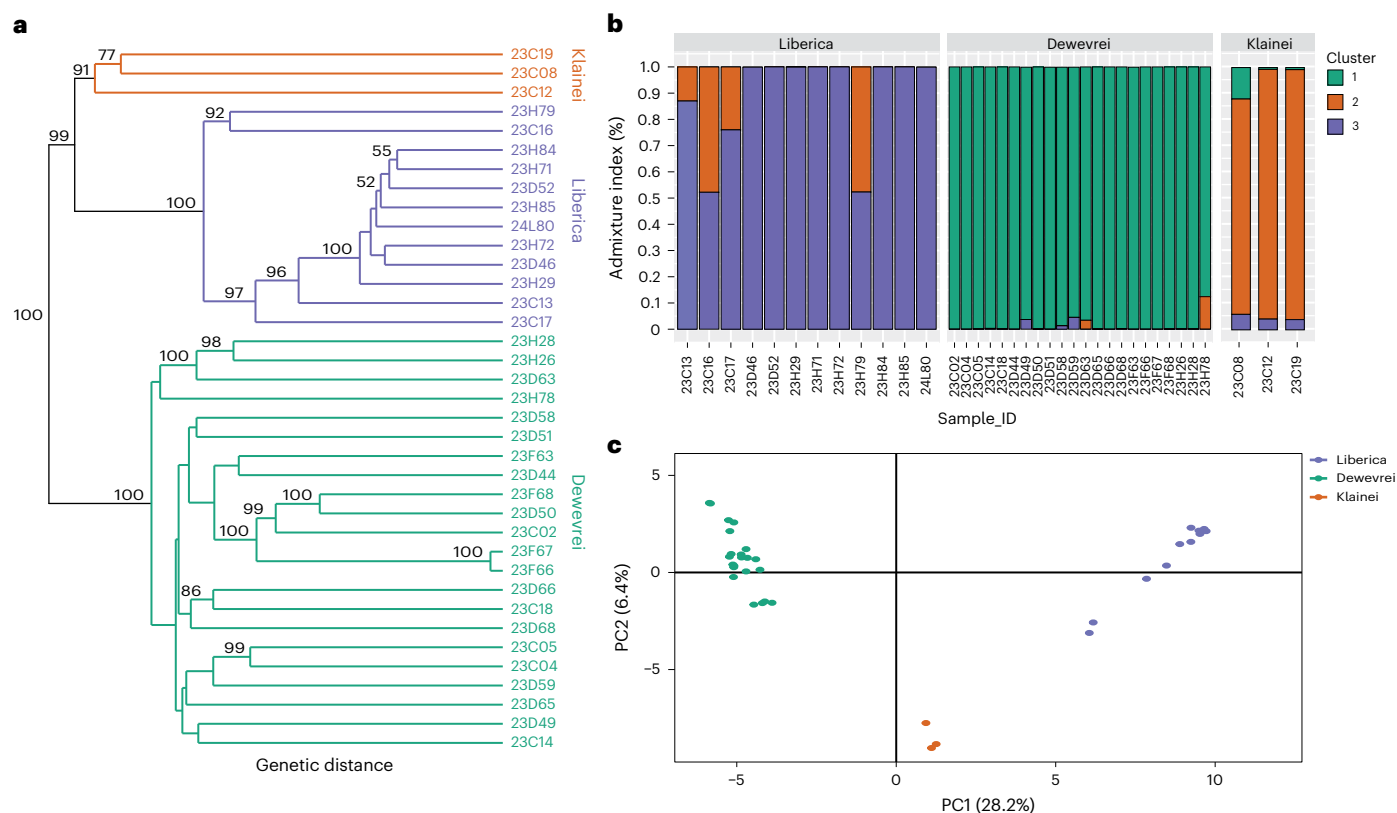 a
77
91
99
92
55
52
100
100
96
97
100
98
100
100
99
100
100
100
86
99
23C19
23C08
23C12
23H79
23C16
23H84
23H71
23D52
23H85
24L80
23H72
23D46
23H29
23C13
23C17
23H28
23H26
23D63
23H78
23D58
23D51
23F63
23D44
23F68
23D50
23C02
23F67
23F66
23D66
23C18
23D68
23C05
23C04
23D59
23D65
23D49
23C14
Klainei
Liberica
Dewevrei
Genetic distance
b
Liberica
Dewevrei
Klainei
Admixture index (%)
1.0
0.9
0.8
0.7
0.6
0.5
0.4
0.3
0.2
0.1
0
23C13
23C16
23C17
23D46
23D52
23H29
23H71
23H72
23H79
23H84
23H85
24L80
23C02
23C04
23C05
23C14
23C18
23D44
23D49
23D50
23D51
23D58
23D59
23D63
23D65
23D66
23D68
23F63
23F66
23F67
23F68
23H26
23H28
23H78
23C08
23C12
23C19
Sample_ID
Cluster
1
2
3
c
PC2 (6.4%)
5
0
−5
−5
0
5
10
PC1 (28.2%)
Liberica
Dewevrei
Klainei